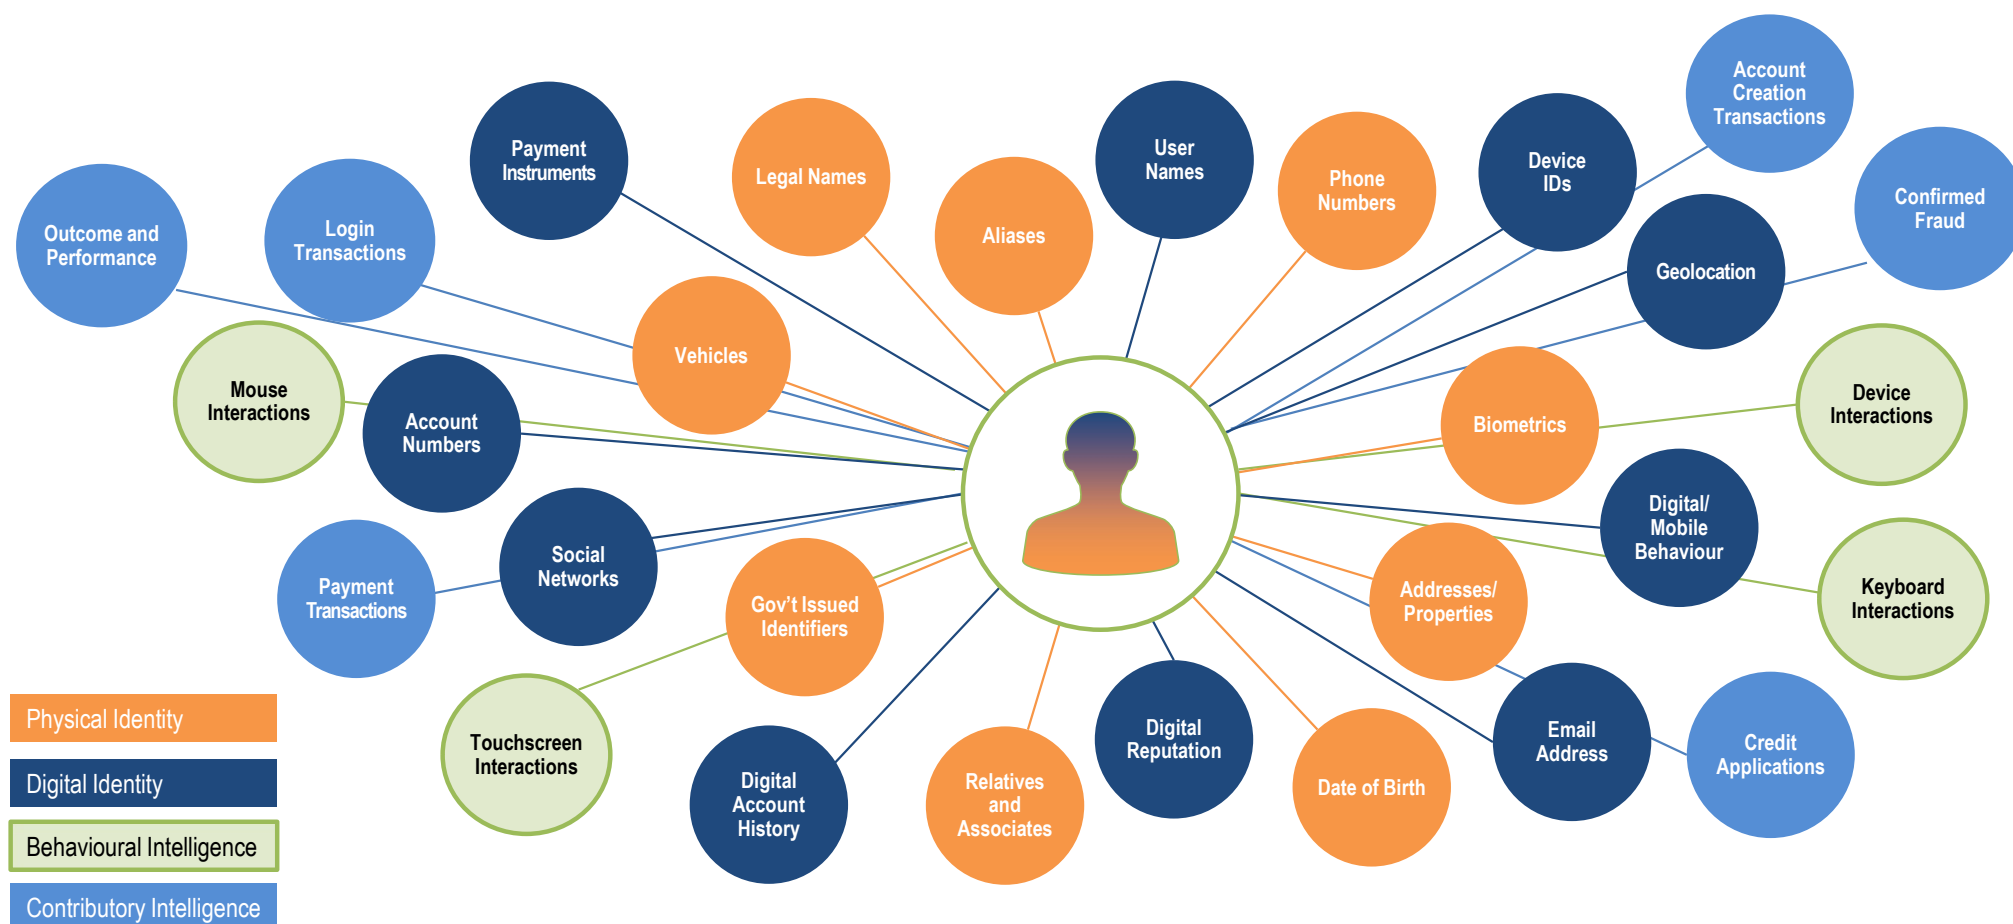 Account
Creation
Transactions
Payment
Instruments
Legal Names
User
Names
Phone
Numbers
Device
IDs
Confirmed
Fraud
Outcome and
Performance
Login
Transactions
Aliases
Geolocation
Vehicles
Mouse
Interactions
Account
Numbers
Biometrics
Device
Interactions
Digital/
Mobile
Behaviour
Social
Networks
Payment
Transactions
Gov't Issued
Identifiers
Addresses/
Properties
Keyboard
Interactions
Touchscreen
Interactions
Digital
Account
History
Relatives
and
Associates
Digital
Reputation
Date of Birth
Email
Address
Credit
Applications
Physical Identity
Digital Identity
Behavioural Intelligence
Contributory Intelligence